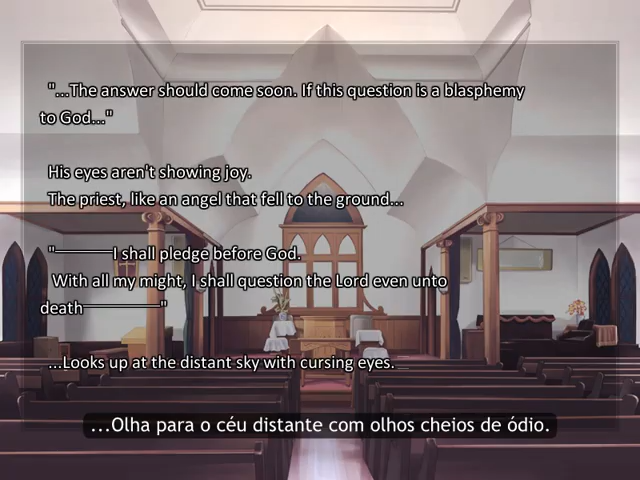 "...The answer should come soon. If this question is a blasphemy
to God..."
His eyes aren't showing joy.
The priest, like an angel that fell to the ground...
"―――I shall pledge before God.
With all my might, I shall question the Lord even unto
death――――"
...Looks up at the distant sky with cursing eyes.
...Olha para o céu distante com olhos cheios de ódio.